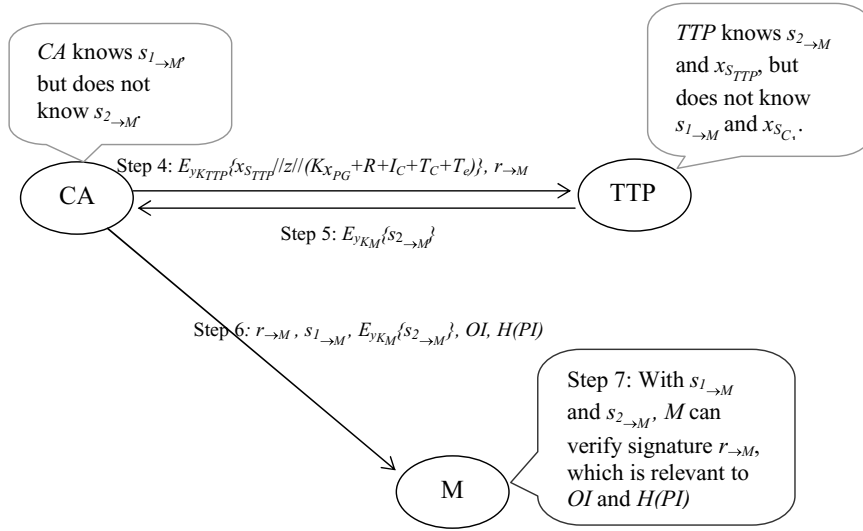 CA knows s1→M,
but does not
know s2→M.
TTP knows s2→M
and xSTTP, but
does not know
s1→M and xSC,.
Step 4: EyKTTP{xSTTP//z//(KXPG+R+IC+TC+Te)}, r→M
CA
TTP
Step 5: EyKM{s2→M}
Step 6: r→M , s1→M, EyKM{s2→M}, OI, H(PI)
Step 7: With s1→M
and s2→M, M can
verify signature r→M,
which is relevant to
OI and H(PI)
M